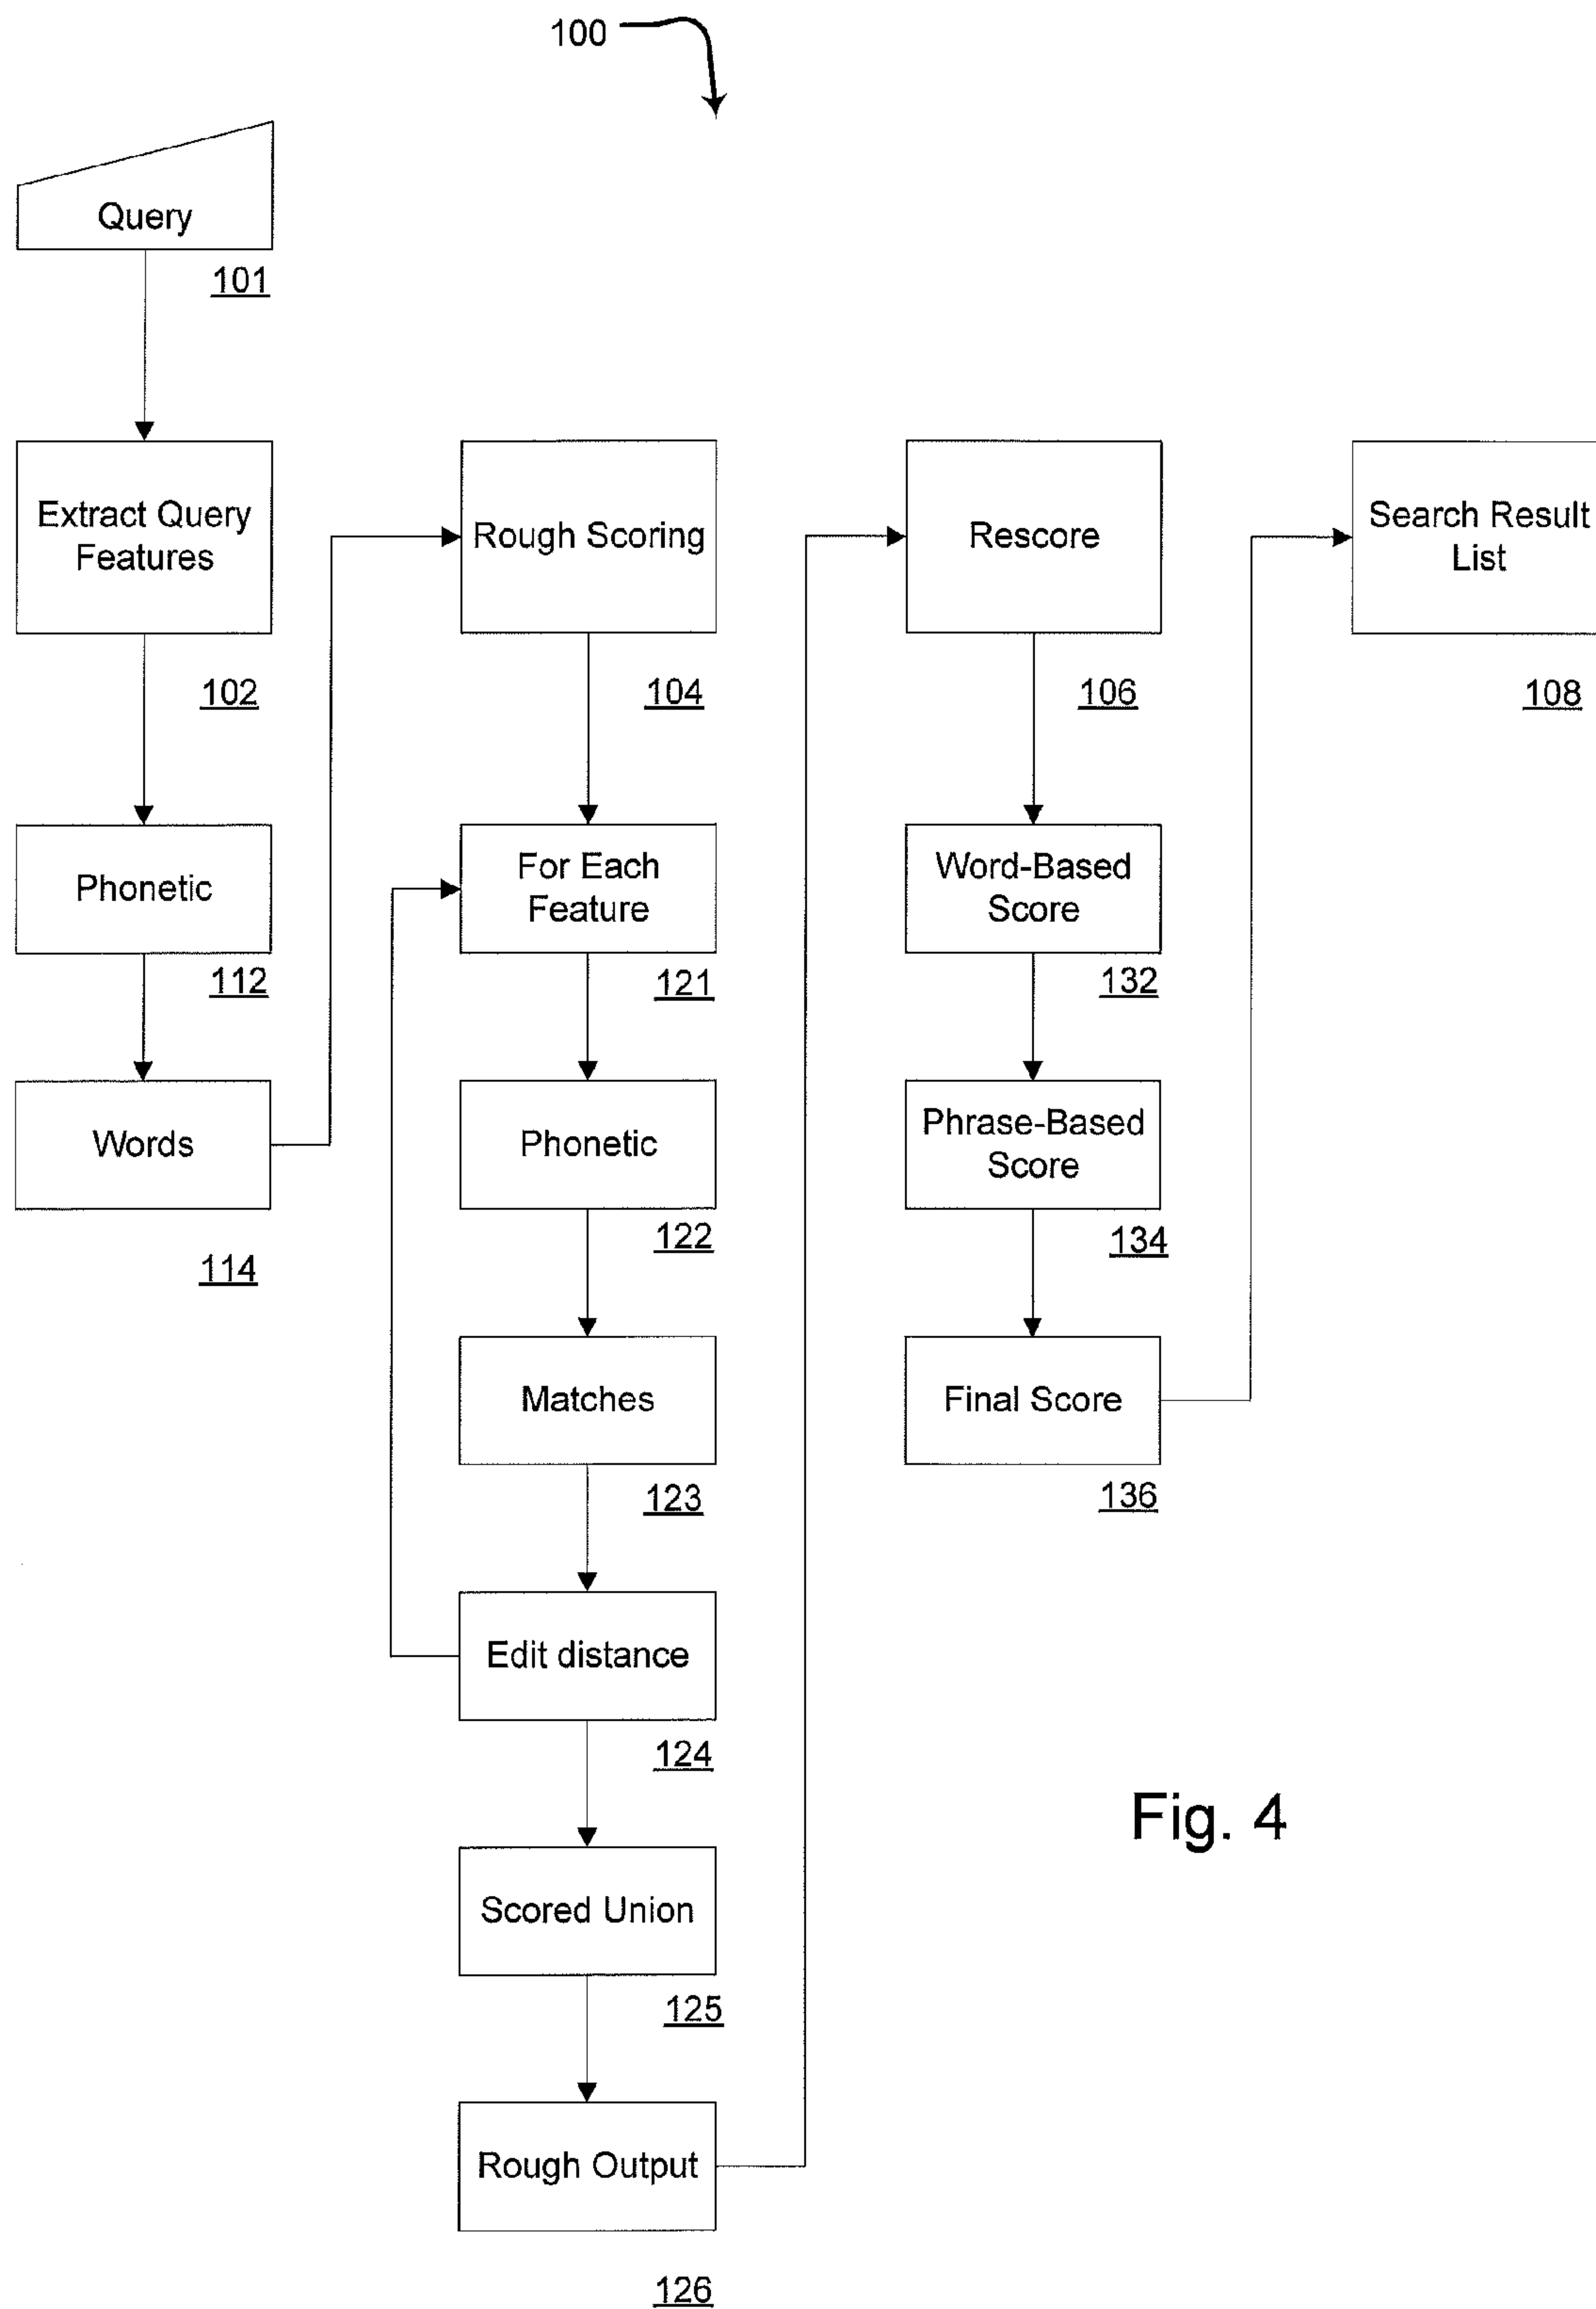 100
Query
101
Extract Query
Features
102
Phonetic
112
Words
114
Rough Scoring
104
For Each
Feature
121
Phonetic
122
Matches
123
Edit distance
124
Scored Union
125
Rough Output
126
Rescore
106
Word-Based
Score
132
Phrase-Based
Score
134
Final Score
136
Search Result
List
108
Fig. 4